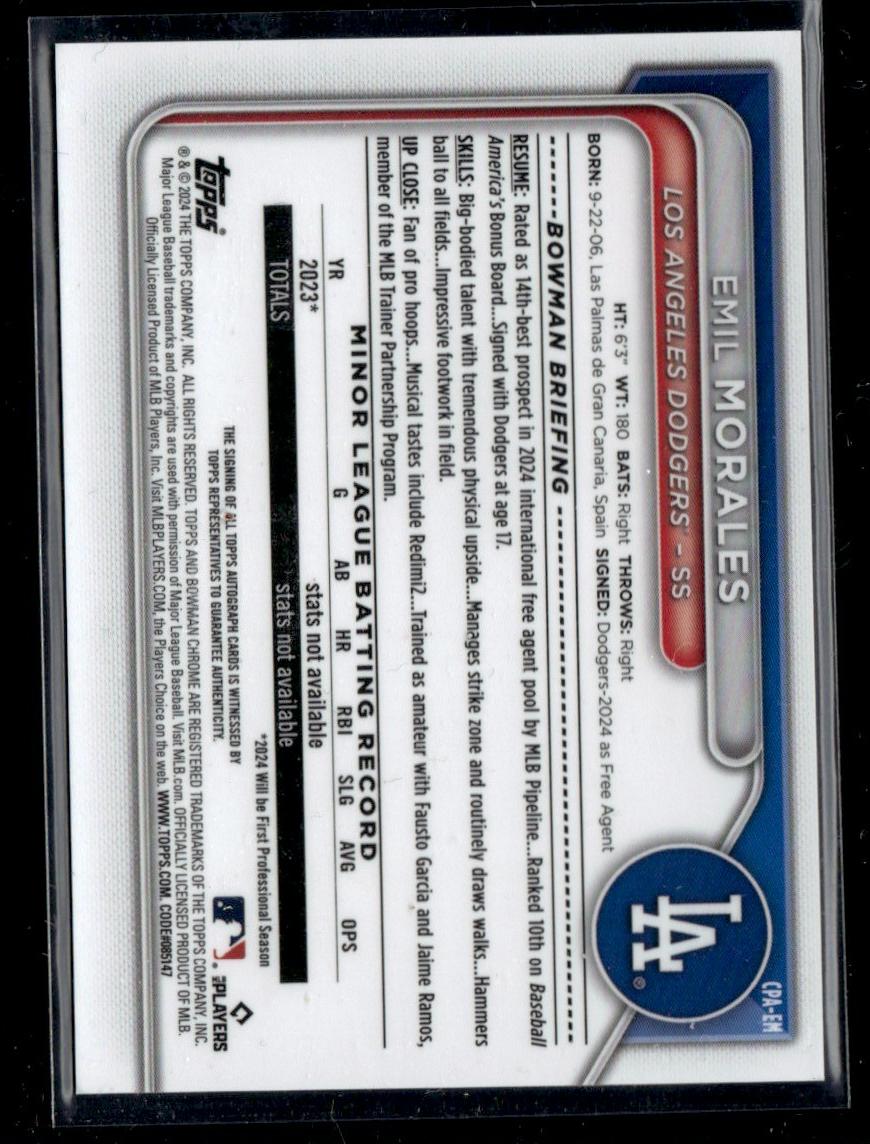 CPA-EM
EMIL MORALES
LOS ANGELES DODGERS® – SS
LA®
HT: 6'3" WT: 180 BATS: Right THROWS: Right
BORN: 9-22-06, Las Palmas de Gran Canaria, Spain SIGNED: Dodgers-2024 as Free Agent
BOWMAN BRIEFING
RESUME: Rated as 14th-best prospect in 2024 international free agent pool by MLB Pipeline...Ranked 10th on Baseball
America's Bonus Board...Signed with Dodgers at age 17.
SKILLS: Big-bodied talent with tremendous physical upside...Manages strike zone and routinely draws walks...Hammers
ball to all fields...Impressive footwork in field.
UP CLOSE: Fan of pro hoops...Musical tastes include Redimi2...Trained as amateur with Fausto Garcia and Jaime Ramos,
member of the MLB Trainer Partnership Program.
MINOR LEAGUE BATTING RECORD
YR G AB HR RBI SLG AVG OPS
2023* stats not available
TOTALS stats not available
*2024 Will be First Professional Season
THE SIGNING OF ALL TOPPS AUTOGRAPH CARDS IS WITNESSED BY
TOPPS REPRESENTATIVES TO GUARANTEE AUTHENTICITY.
topps®
MLB PLAYERS
® & © 2024 THE TOPPS COMPANY, INC. ALL RIGHTS RESERVED. TOPPS AND BOWMAN CHROME ARE REGISTERED TRADEMARKS OF THE TOPPS COMPANY, INC.
Major League Baseball trademarks and copyrights are used with permission of Major League Baseball. Visit MLB.com. OFFICIALLY LICENSED PRODUCT OF MLB.
Officially Licensed Product of MLB Players, Inc. Visit MLBPLAYERS.COM, the Players Choice on the web. WWW.TOPPS.COM. CODE#085147